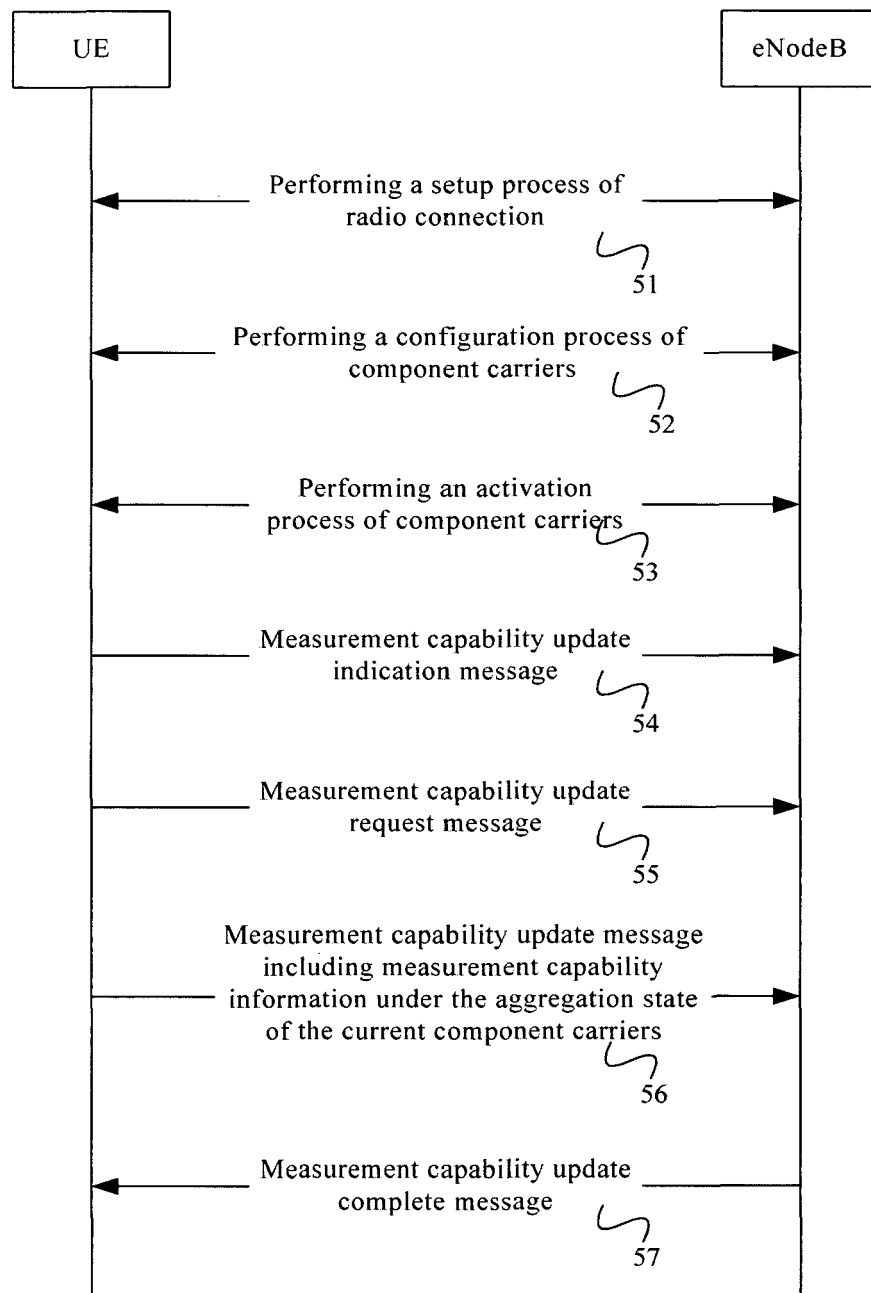 UE
eNodeB
Performing a setup process of
radio connection
51
Performing a configuration process of
component carriers
52
Performing an activation
process of component carriers
53
Measurement capability update
indication message
54
Measurement capability update
request message
55
Measurement capability update message
including measurement capability
information under the aggregation state
of the current component carriers
56
Measurement capability update
complete message
57